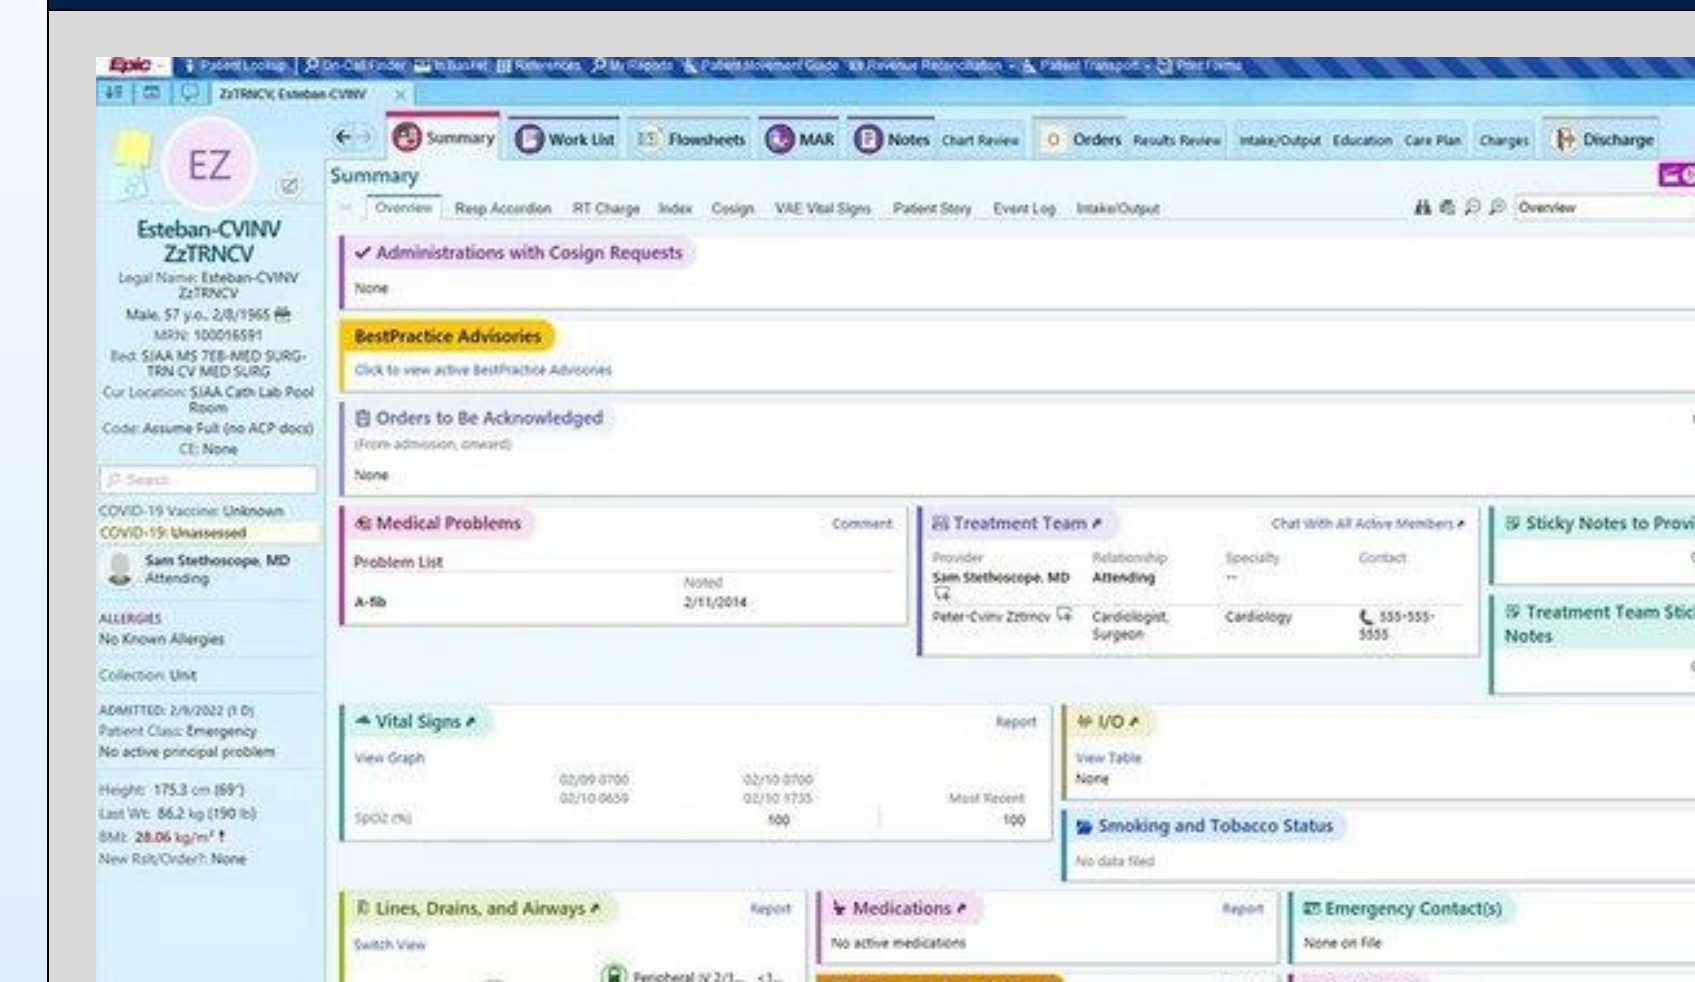 Epic
Patient Lookup
On-Call Finder
In Basket
References
My Reports
Patient Movement Guide
Revenue Reconciliation
Patient Transport
Print Forms
ZzTRNCV, Esteban-CVINV
Summary
Work List
Flowsheets
MAR
Notes
Chart Review
Orders
Results Review
Intake/Output
Education
Care Plan
Charges
Discharge
EZ
Esteban-CVINV
ZzTRNCV
Legal Name: Esteban-CVINV
ZzTRNCV
Male, 57 y.o., 2/8/1965
MRN: 100016591
Bed: SJAA MS 7EB-MED SURG-
TRN CV MED SURG
Cur Location: SJAA Cath Lab Pool
Room
Code: Assume Full (no ACP docs)
CE: None
Search
COVID-19 Vaccine: Unknown
COVID-19: Unassessed
Sam Stethoscope, MD
Attending
ALLERGIES
No Known Allergies
Collection: Unit
ADMITTED: 2/9/2022 (1 D)
Patient Class: Emergency
No active principal problem
Height: 175.3 cm (69")
Last Wt: 86.2 kg (190 lb)
BMI: 28.06 kg/m² ↑
New Rslt/Order?: None
Summary
Overview
Resp Accordion
RT Charge
Index
Cosign
VAE Vital Signs
Patient Story
Event Log
Intake/Output
Overview
Administrations with Cosign Requests
None
BestPractice Advisories
Click to view active BestPractice Advisories
Orders to Be Acknowledged
(From admission, onward)
None
Medical Problems
Comment
Problem List
Noted
A-fib 2/11/2014
Treatment Team
Chat With All Active Members
Provider Relationship Specialty Contact
Sam Stethoscope, MD Attending --
Peter-Cvinv Zztrncv Cardiologist, Cardiology 555-555-
Surgeon 5555
Sticky Notes to Provi
Treatment Team Stic
Notes
Vital Signs
Report
View Graph
02/09 0700 02/10 0700
02/10 0659 02/10 1735 Most Recent
SpO2 (%) 100 100
I/O
View Table
None
Smoking and Tobacco Status
No data filed
Lines, Drains, and Airways
Report
Switch View
Peripheral IV 2/1... <1...
Medications
Report
No active medications
Emergency Contact(s)
None on file